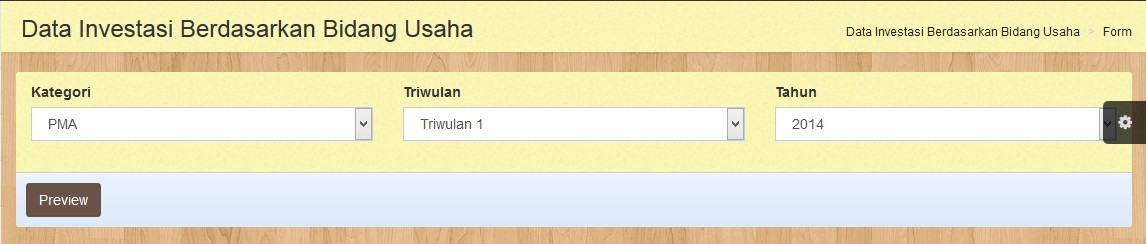 Data Investasi Berdasarkan Bidang Usaha
Data Investasi Berdasarkan Bidang Usaha > Form
Kategori Triwulan Tahun
PMA Triwulan 1 2014
Preview